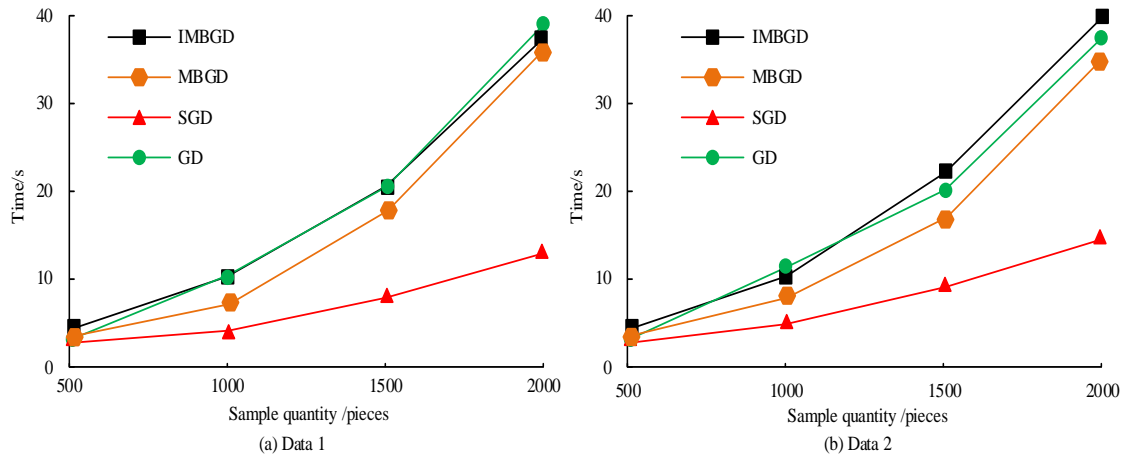 40
30
20
10
0
Time/s
IMBGD
MBGD
SGD
GD
500 1000 1500 2000
Sample quantity /pieces
(a) Data 1
40
30
20
10
0
Time/s
IMBGD
MBGD
SGD
GD
500 1000 1500 2000
Sample quantity /pieces
(b) Data 2